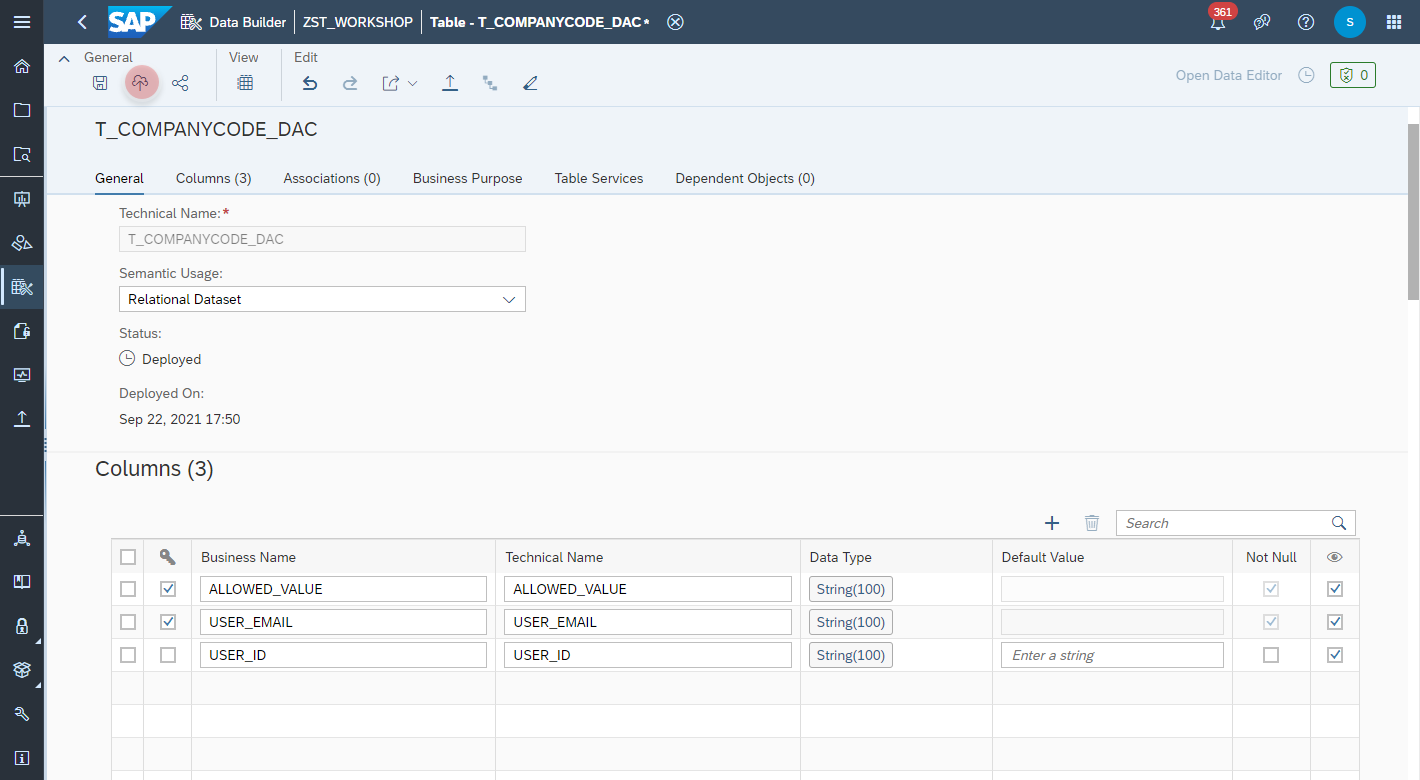 SAP Data Builder ZST_WORKSHOP Table - T_COMPANYCODE_DAC * 361 ? S
General View Edit
Open Data Editor 0
T_COMPANYCODE_DAC
General Columns (3) Associations (0) Business Purpose Table Services Dependent Objects (0)
Technical Name:*
T_COMPANYCODE_DAC
Semantic Usage:
Relational Dataset
Status:
Deployed
Deployed On:
Sep 22, 2021 17:50
Columns (3)
Search
Business Name Technical Name Data Type Default Value Not Null
ALLOWED_VALUE ALLOWED_VALUE String(100)
USER_EMAIL USER_EMAIL String(100)
USER_ID USER_ID String(100) Enter a string